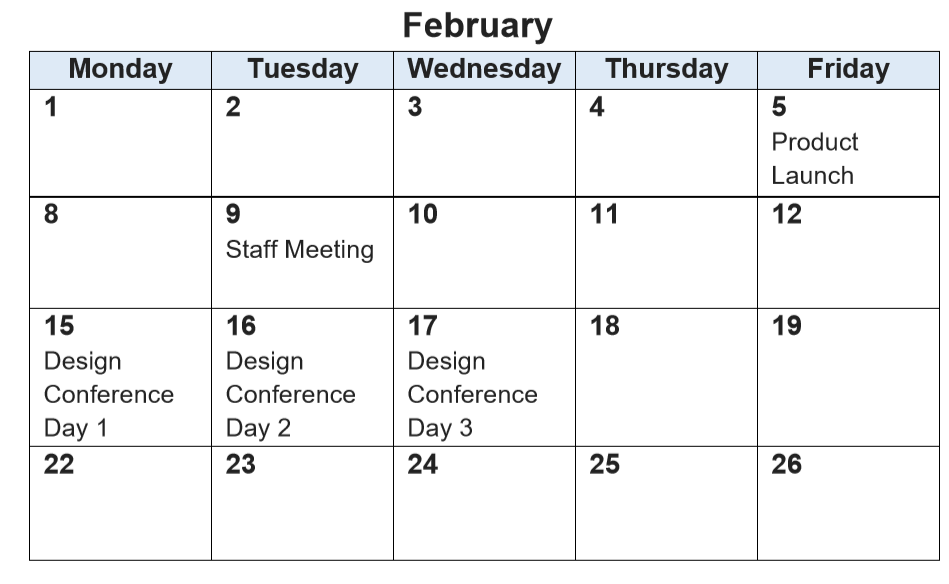 February
Monday Tuesday Wednesday Thursday Friday
1 2 3 4 5
Product
Launch
8 9 10 11 12
Staff Meeting
15 16 17 18 19
Design Design Design
Conference Conference Conference
Day 1 Day 2 Day 3
22 23 24 25 26